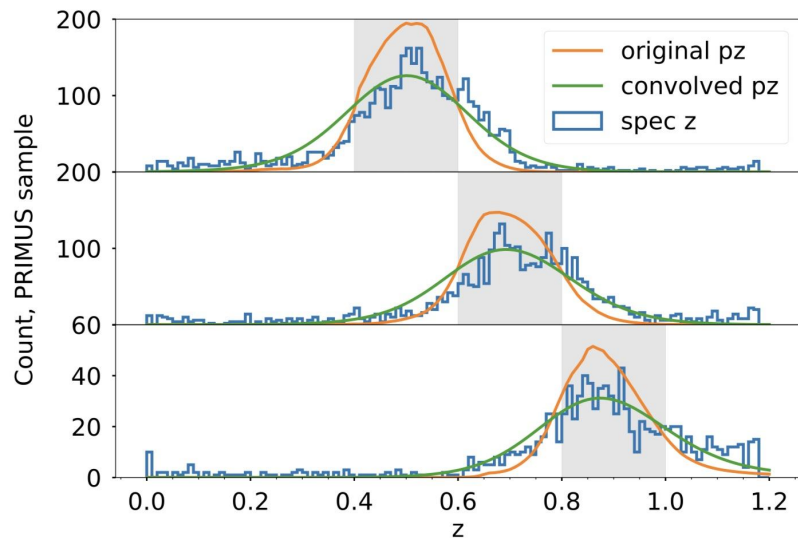 200
100
200
100
60
40
20
0
Count, PRIMUS sample
original pz
convolved pz
spec z
0.0 0.2 0.4 0.6 0.8 1.0 1.2
z